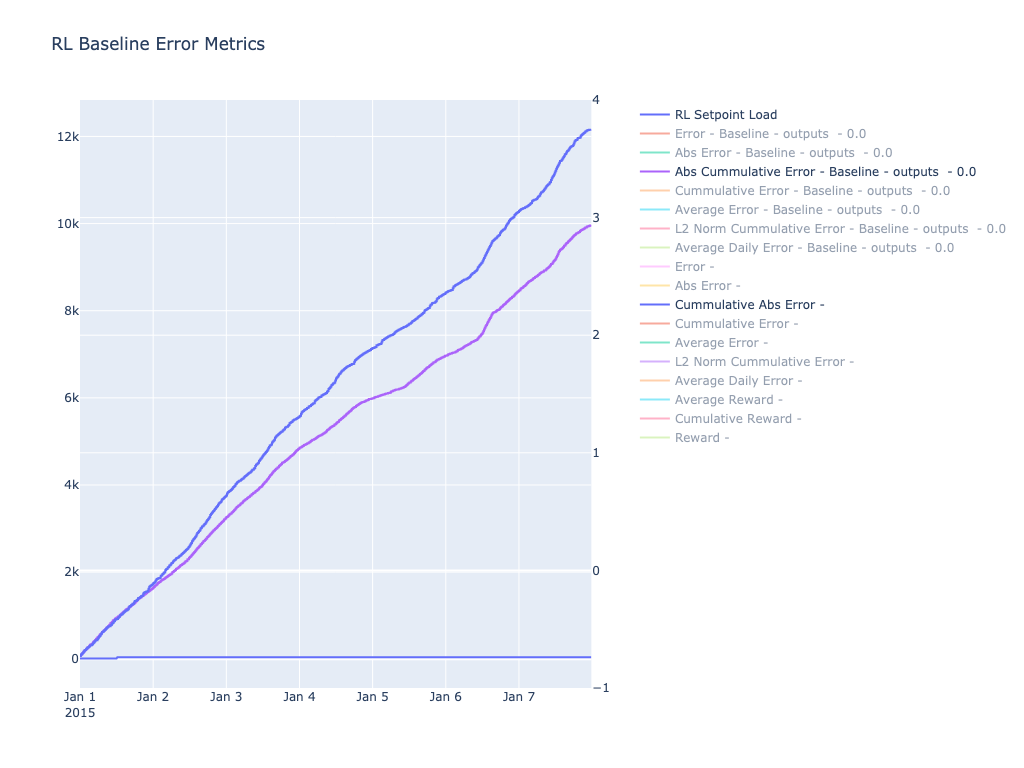 RL Baseline Error Metrics
12k
10k
8k
6k
4k
2k
0
4
3
2
1
0
−1
Jan 1
2015
Jan 2
Jan 3
Jan 4
Jan 5
Jan 6
Jan 7
RL Setpoint Load
Error - Baseline - outputs  - 0.0
Abs Error - Baseline - outputs  - 0.0
Abs Cummulative Error - Baseline - outputs  - 0.0
Cummulative Error - Baseline - outputs  - 0.0
Average Error - Baseline - outputs  - 0.0
L2 Norm Cummulative Error - Baseline - outputs  - 0.0
Average Daily Error - Baseline - outputs  - 0.0
Error -
Abs Error -
Cummulative Abs Error -
Cummulative Error -
Average Error -
L2 Norm Cummulative Error -
Average Daily Error -
Average Reward -
Cumulative Reward -
Reward -